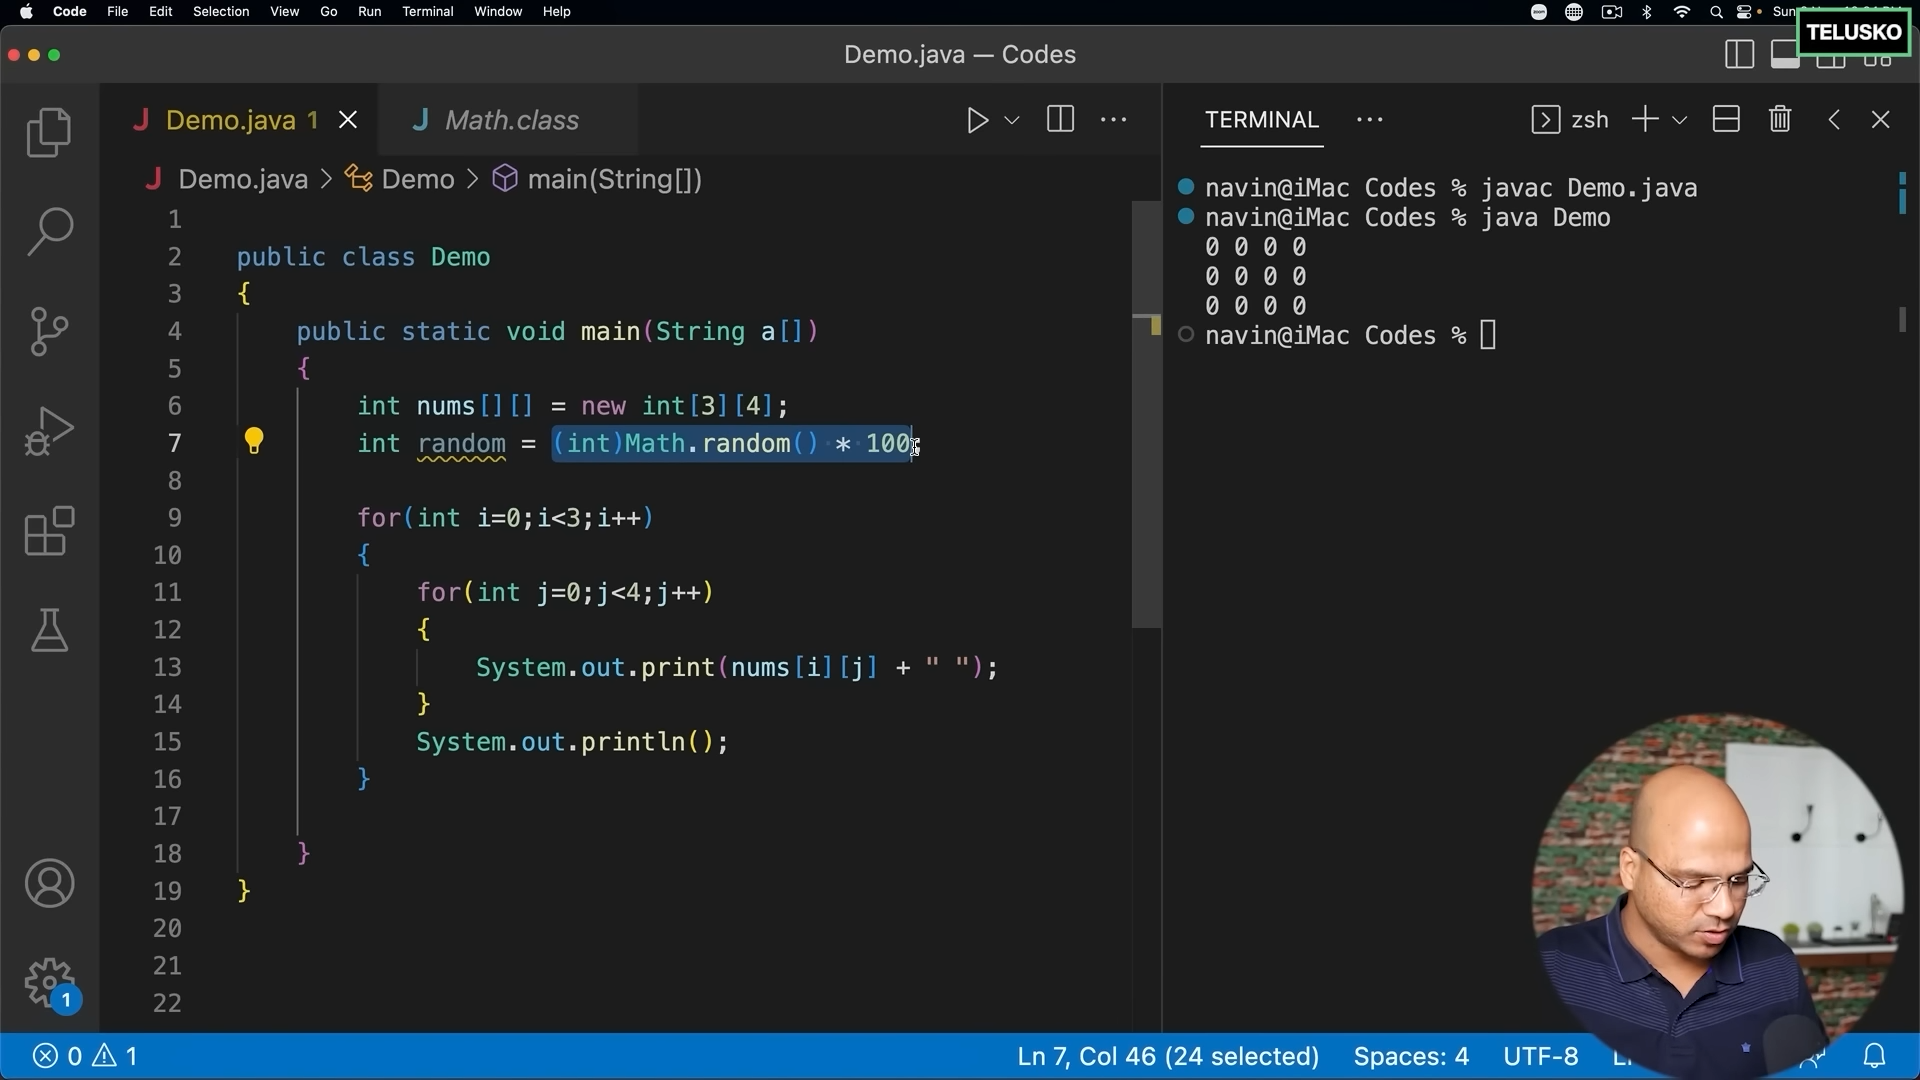 Code File Edit Selection View Go Run Terminal Window Help
TELUSKO
Demo.java — Codes
Demo.java 1
Math.class
TERMINAL
zsh
Demo.java > Demo > main(String[])
1
2 public class Demo
3 {
4 public static void main(String a[])
5 {
6 int nums[][] = new int[3][4];
7 int random = (int)Math.random() * 100;
8
9 for(int i=0;i<3;i++)
10 {
11 for(int j=0;j<4;j++)
12 {
13 System.out.print(nums[i][j] + " ");
14 }
15 System.out.println();
16 }
17
18 }
19 }
20
21
22
navin@iMac Codes % javac Demo.java
navin@iMac Codes % java Demo
0 0 0 0
0 0 0 0
0 0 0 0
navin@iMac Codes %
1
0 1 Ln 7, Col 46 (24 selected) Spaces: 4 UTF-8